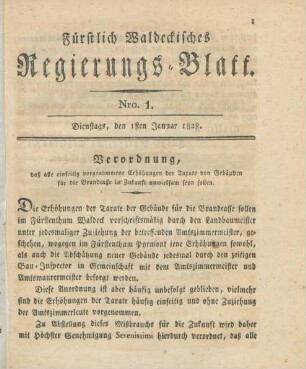 1
Fürstlich Waldeckisches
Regierungs-Blatt.
Nro. 1.
Dienstags, den 1sten Januar 1828.
Verordnung,
daß alle einseitig vorgenommene Erhöhungen der Taxate von Gebäuden
für die Brandcasse im Zukunft unwirksam seyn sollen.
Die Erhöhungen der Taxate der Gebäude für die Brandcasse sollen
im Fürstenthum Waldeck vorschriftsmäßig durch den Landbaumeister
unter jedesmaliger Zuziehung der betreffenden Amtszimmermeister, ge-
schehen, wogegen im Fürstenthum Pyrmont jene Erhöhungen sowohl,
als auch die Abschätzung neuer Gebäude jedesmal durch den zeitigen
Bau-Inspector in Gemeinschaft mit dem Amtszimmermeister und
Amtsmaurermeister besorgt werden.
Diese Anordnung ist aber häufig unbefolgt geblieben, vielmehr
sind die Erhöhungen der Taxate häufig einseitig und ohne Zuziehung
der Amtszimmerleute vorgenommen.
Zu Abstellung dieses Mißbrauchs für die Zukunft wird daher
mit Höchster Genehmigung Serenissimi hierdurch verordnet, daß alle